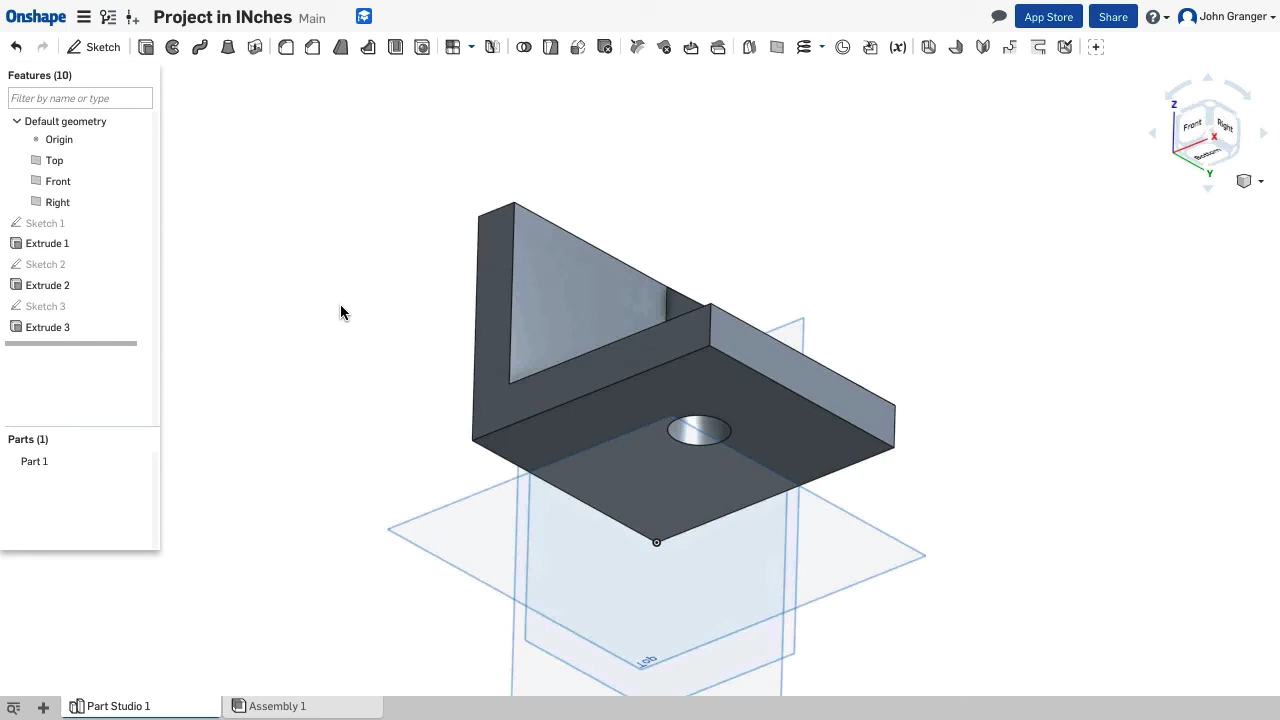 Onshape Project in INches Main App Store Share John Granger
Sketch (x)
Features (10)
Filter by name or type
Default geometry
Origin
Top
Front
Right
Sketch 1
Extrude 1
Sketch 2
Extrude 2
Sketch 3
Extrude 3
Parts (1)
Part 1
Z
Front
Right
X
Bottom
Y
Top
Part Studio 1 Assembly 1